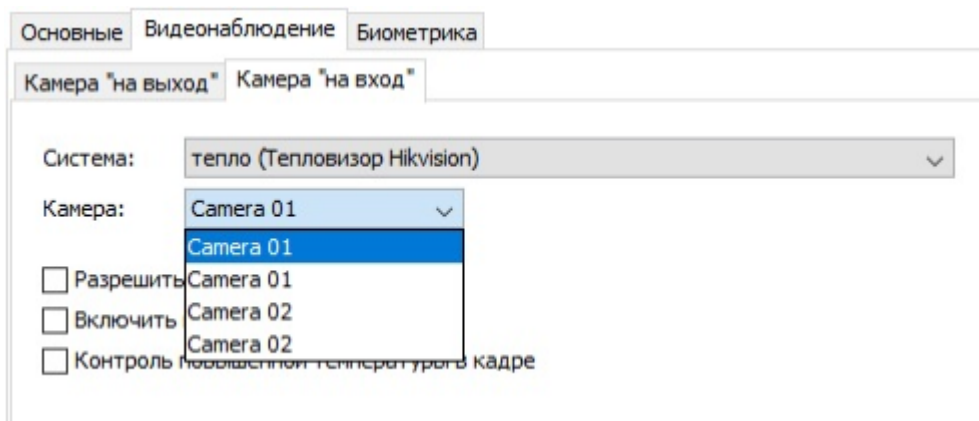 Основные Видеонаблюдение Биометрика
Камера "на выход" Камера "на вход"
Система: тепло (Тепловизор Hikvision)
Камера: Camera 01
Camera 01
Разрешить Camera 01
Включить Camera 02
Camera 02
Контроль повышенной температуры в кадре